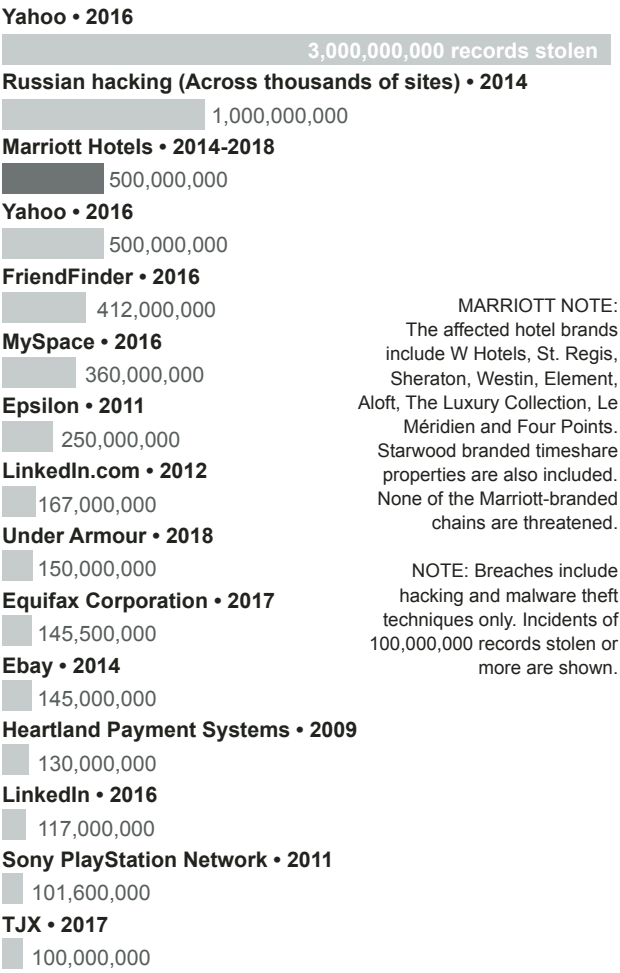 Yahoo • 2016
3,000,000,000 records stolen
Russian hacking (Across thousands of sites) • 2014
1,000,000,000
Marriott Hotels • 2014-2018
500,000,000
Yahoo • 2016
500,000,000
FriendFinder • 2016
412,000,000
MySpace • 2016
360,000,000
Epsilon • 2011
250,000,000
LinkedIn.com • 2012
167,000,000
Under Armour • 2018
150,000,000
Equifax Corporation • 2017
145,500,000
Ebay • 2014
145,000,000
Heartland Payment Systems • 2009
130,000,000
LinkedIn • 2016
117,000,000
Sony PlayStation Network • 2011
101,600,000
TJX • 2017
100,000,000
MARRIOTT NOTE:
The affected hotel brands
include W Hotels, St. Regis,
Sheraton, Westin, Element,
Aloft, The Luxury Collection, Le
Méridien and Four Points.
Starwood branded timeshare
properties are also included.
None of the Marriott-branded
chains are threatened.
NOTE: Breaches include
hacking and malware theft
techniques only. Incidents of
100,000,000 records stolen or
more are shown.